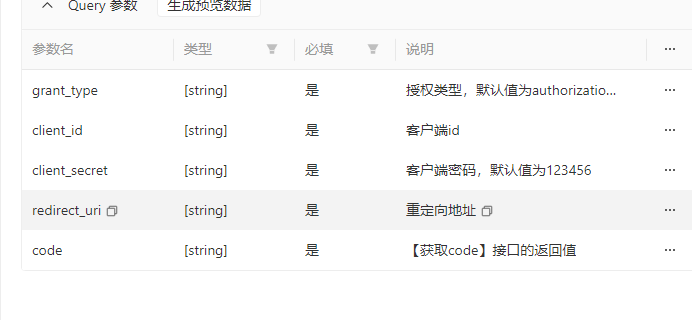 Query 参数 生成预览数据
参数名 类型 必填 说明 ...
grant_type [string] 是 授权类型，默认值为authorizatio... ...
client_id [string] 是 客户端id ...
client_secret [string] 是 客户端密码，默认值为123456 ...
redirect_uri [string] 是 重定向地址 ...
code [string] 是 【获取code】接口的返回值 ...